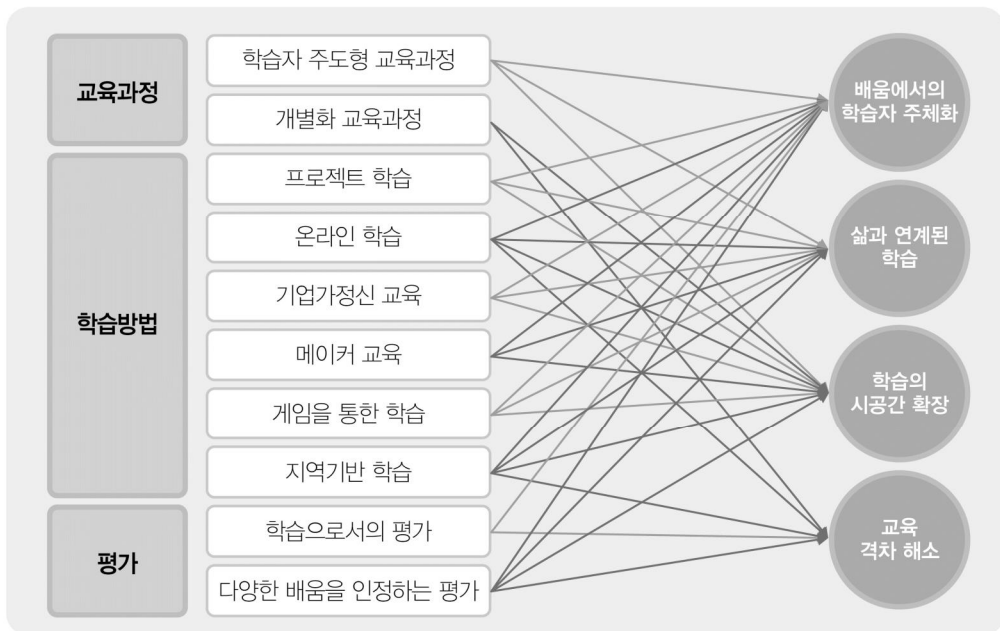 교육과정
학습자 주도형 교육과정
개별화 교육과정
학습방법
프로젝트 학습
온라인 학습
기업가정신 교육
메이커 교육
게임을 통한 학습
지역기반 학습
평가
학습으로서의 평가
다양한 배움을 인정하는 평가
배움에서의
학습자 주체화
삶과 연계된
학습
학습의
시공간 확장
교육
격차 해소